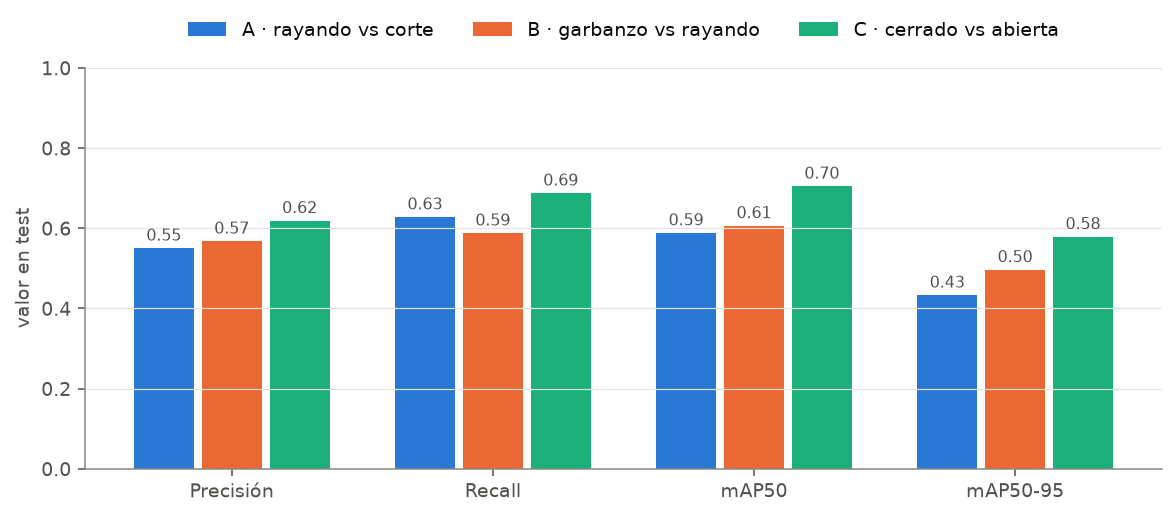 A · rayando vs corte B · garbanzo vs rayando C · cerrado vs abierta
1.0
0.8
0.6
0.4
0.2
0.0
valor en test
0.55 0.57 0.62
0.63 0.59 0.69
0.59 0.61 0.70
0.43 0.50 0.58
Precisión Recall mAP50 mAP50-95